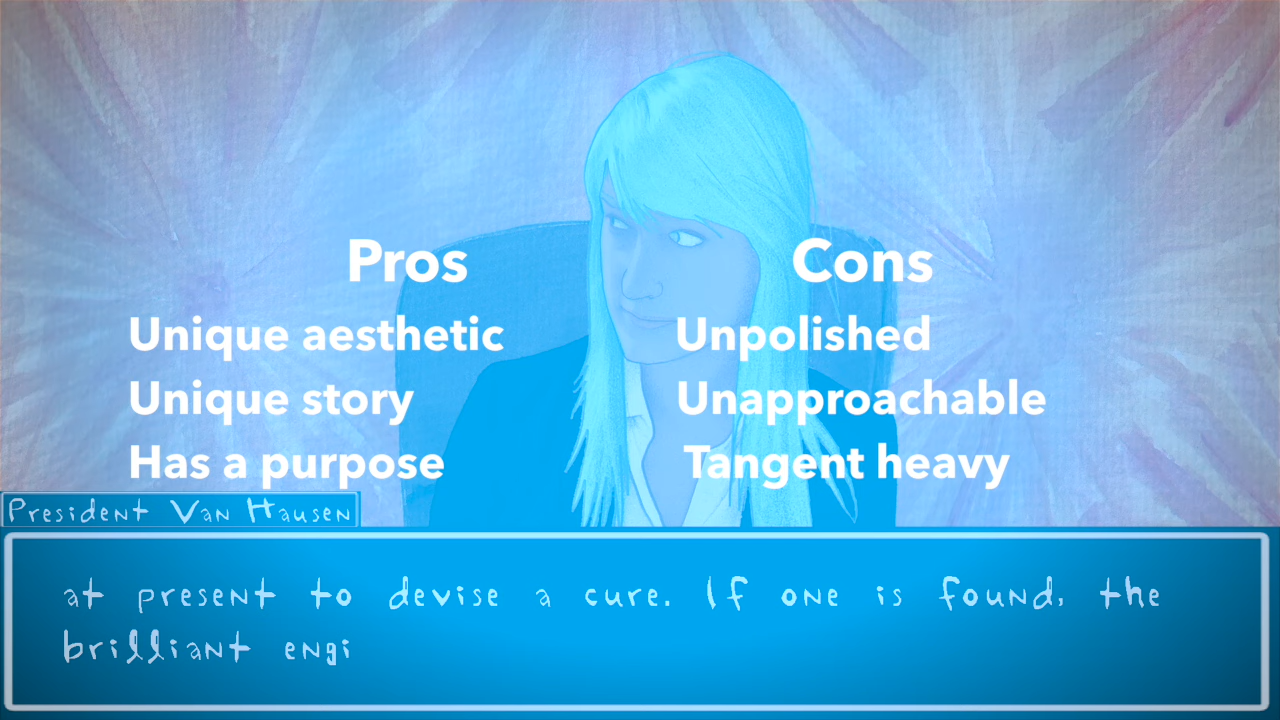 Pros
Cons
Unique aesthetic
Unpolished
Unique story
Unapproachable
Has a purpose
Tangent heavy
President Van Hausen
at present to devise a cure. If one is found, the
brilliant engi